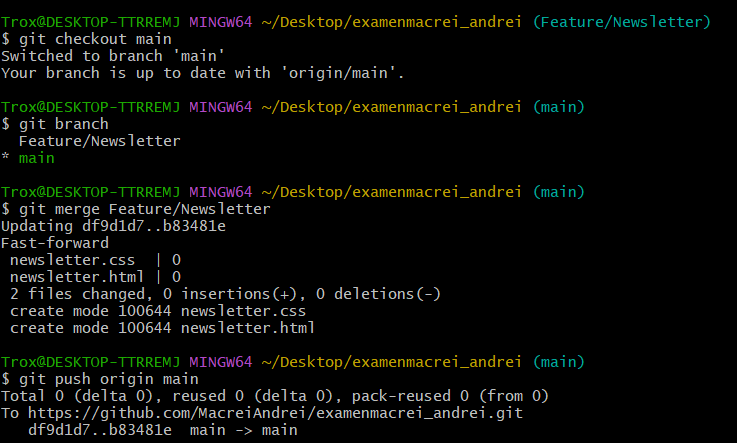 Trox@DESKTOP-TTRREMJ MINGW64 ~/Desktop/examenmacrei_andrei (Feature/Newsletter)
$ git checkout main
Switched to branch 'main'
Your branch is up to date with 'origin/main'.
Trox@DESKTOP-TTRREMJ MINGW64 ~/Desktop/examenmacrei_andrei (main)
$ git branch
  Feature/Newsletter
* main
Trox@DESKTOP-TTRREMJ MINGW64 ~/Desktop/examenmacrei_andrei (main)
$ git merge Feature/Newsletter
Updating df9d1d7..b83481e
Fast-forward
 newsletter.css  | 0
 newsletter.html | 0
 2 files changed, 0 insertions(+), 0 deletions(-)
 create mode 100644 newsletter.css
 create mode 100644 newsletter.html
Trox@DESKTOP-TTRREMJ MINGW64 ~/Desktop/examenmacrei_andrei (main)
$ git push origin main
Total 0 (delta 0), reused 0 (delta 0), pack-reused 0 (from 0)
To https://github.com/MacreiAndrei/examenmacrei_andrei.git
   df9d1d7..b83481e  main -> main